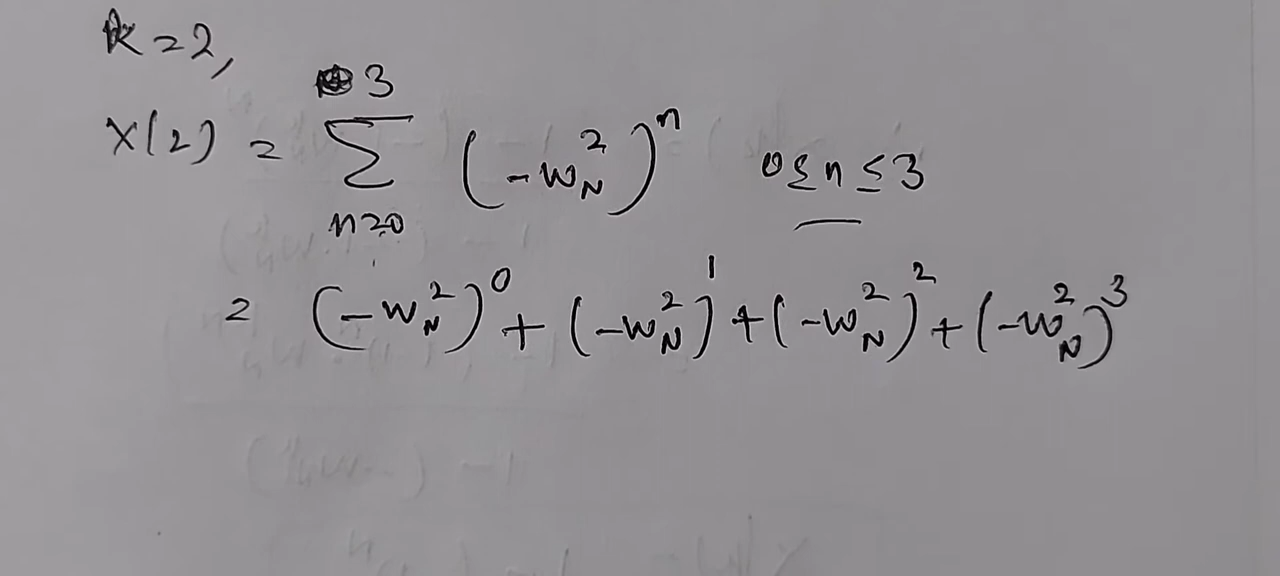 k = 2,
X(2) = \sum_{n=0}^{3} (-W_N^2)^n 0 ≤ n ≤ 3
= (-W_N^2)^0 + (-W_N^2)^1 + (-W_N^2)^2 + (-W_N^2)^3